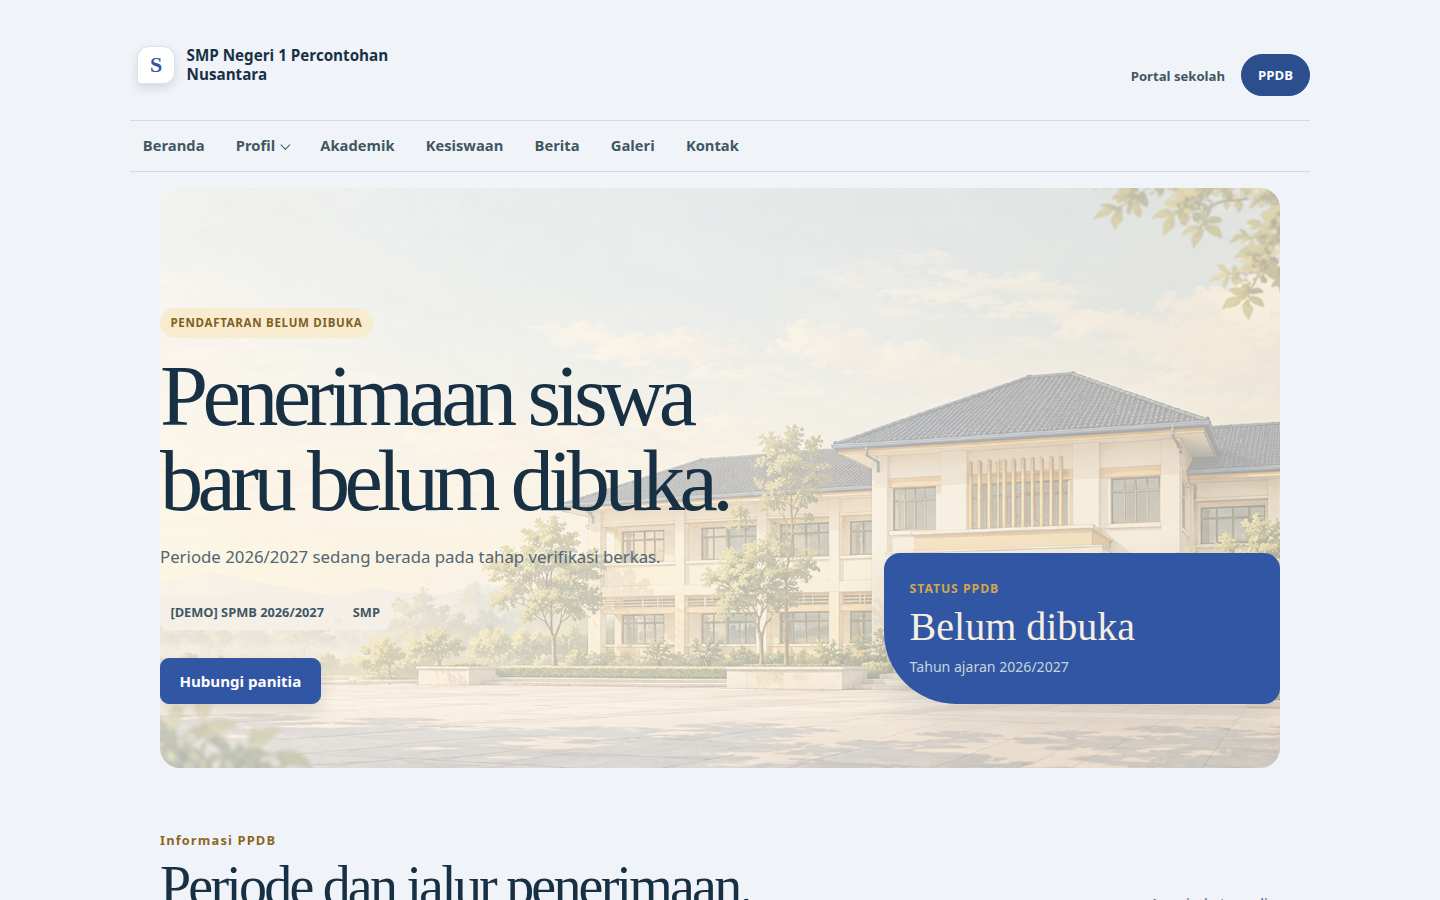 S
SMP Negeri 1 Percontohan
Nusantara
Portal sekolah
PPDB
Beranda
Profil
Akademik
Kesiswaan
Berita
Galeri
Kontak
PENDAFTARAN BELUM DIBUKA
Penerimaan siswa
baru belum dibuka.
Periode 2026/2027 sedang berada pada tahap verifikasi berkas.
[DEMO] SPMB 2026/2027
SMP
Hubungi panitia
STATUS PPDB
Belum dibuka
Tahun ajaran 2026/2027
Informasi PPDB
Periode dan jalur penerimaan.